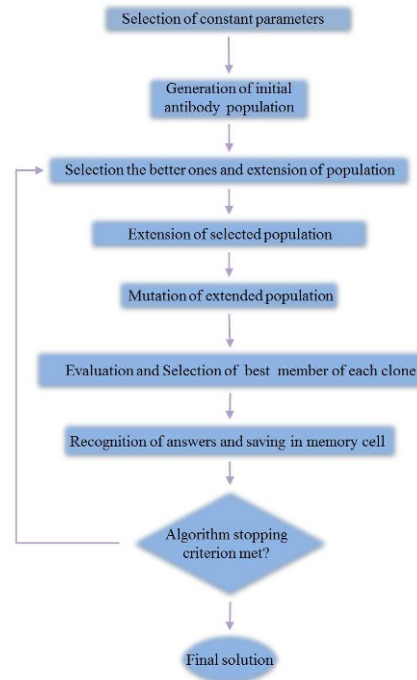 Selection of constant parameters
Generation of initial
antibody population
Selection the better ones and extension of population
Extension of selected population
Mutation of extended population
Evaluation and Selection of best member of each clone
Recognition of answers and saving in memory cell
Algorithm stopping
criterion met?
Final solution